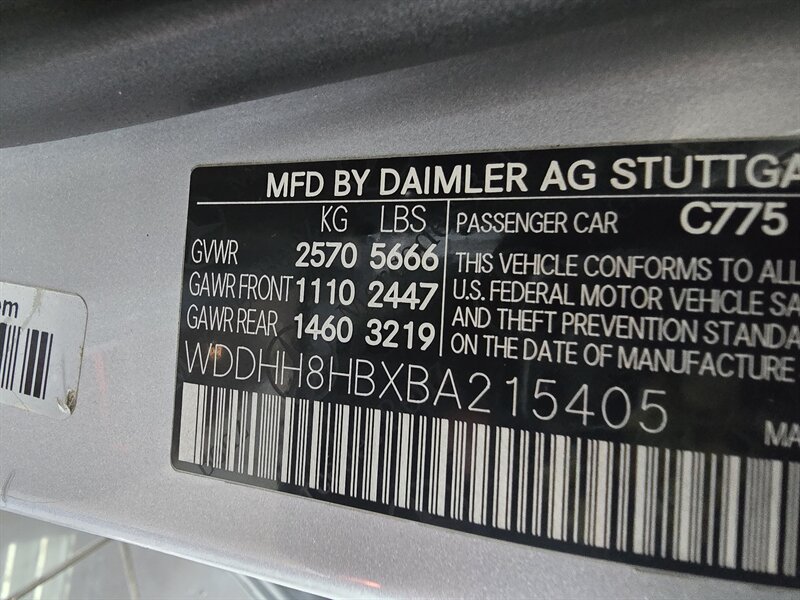 MFD BY DAIMLER AG STUTTGA
KG LBS
GVWR 2570 5666
GAWR FRONT 1110 2447
GAWR REAR 1460 3219
PASSENGER CAR C775
THIS VEHICLE CONFORMS TO ALL
U.S. FEDERAL MOTOR VEHICLE SA
AND THEFT PREVENTION STANDA
ON THE DATE OF MANUFACTURE
WDDHH8HBXBA215405
MA
om